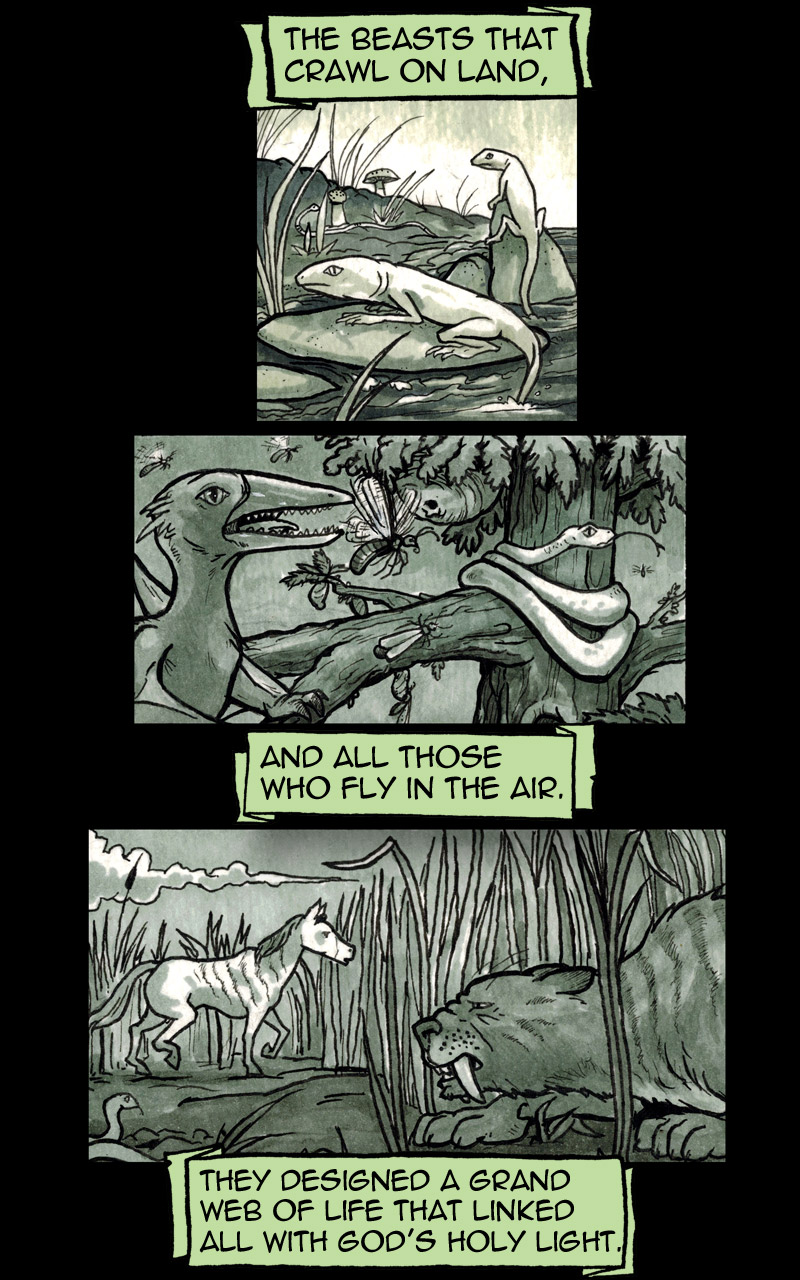 THE BEASTS THAT
CRAWL ON LAND,
AND ALL THOSE
WHO FLY IN THE AIR.
THEY DESIGNED A GRAND
WEB OF LIFE THAT LINKED
ALL WITH GOD'S HOLY LIGHT.